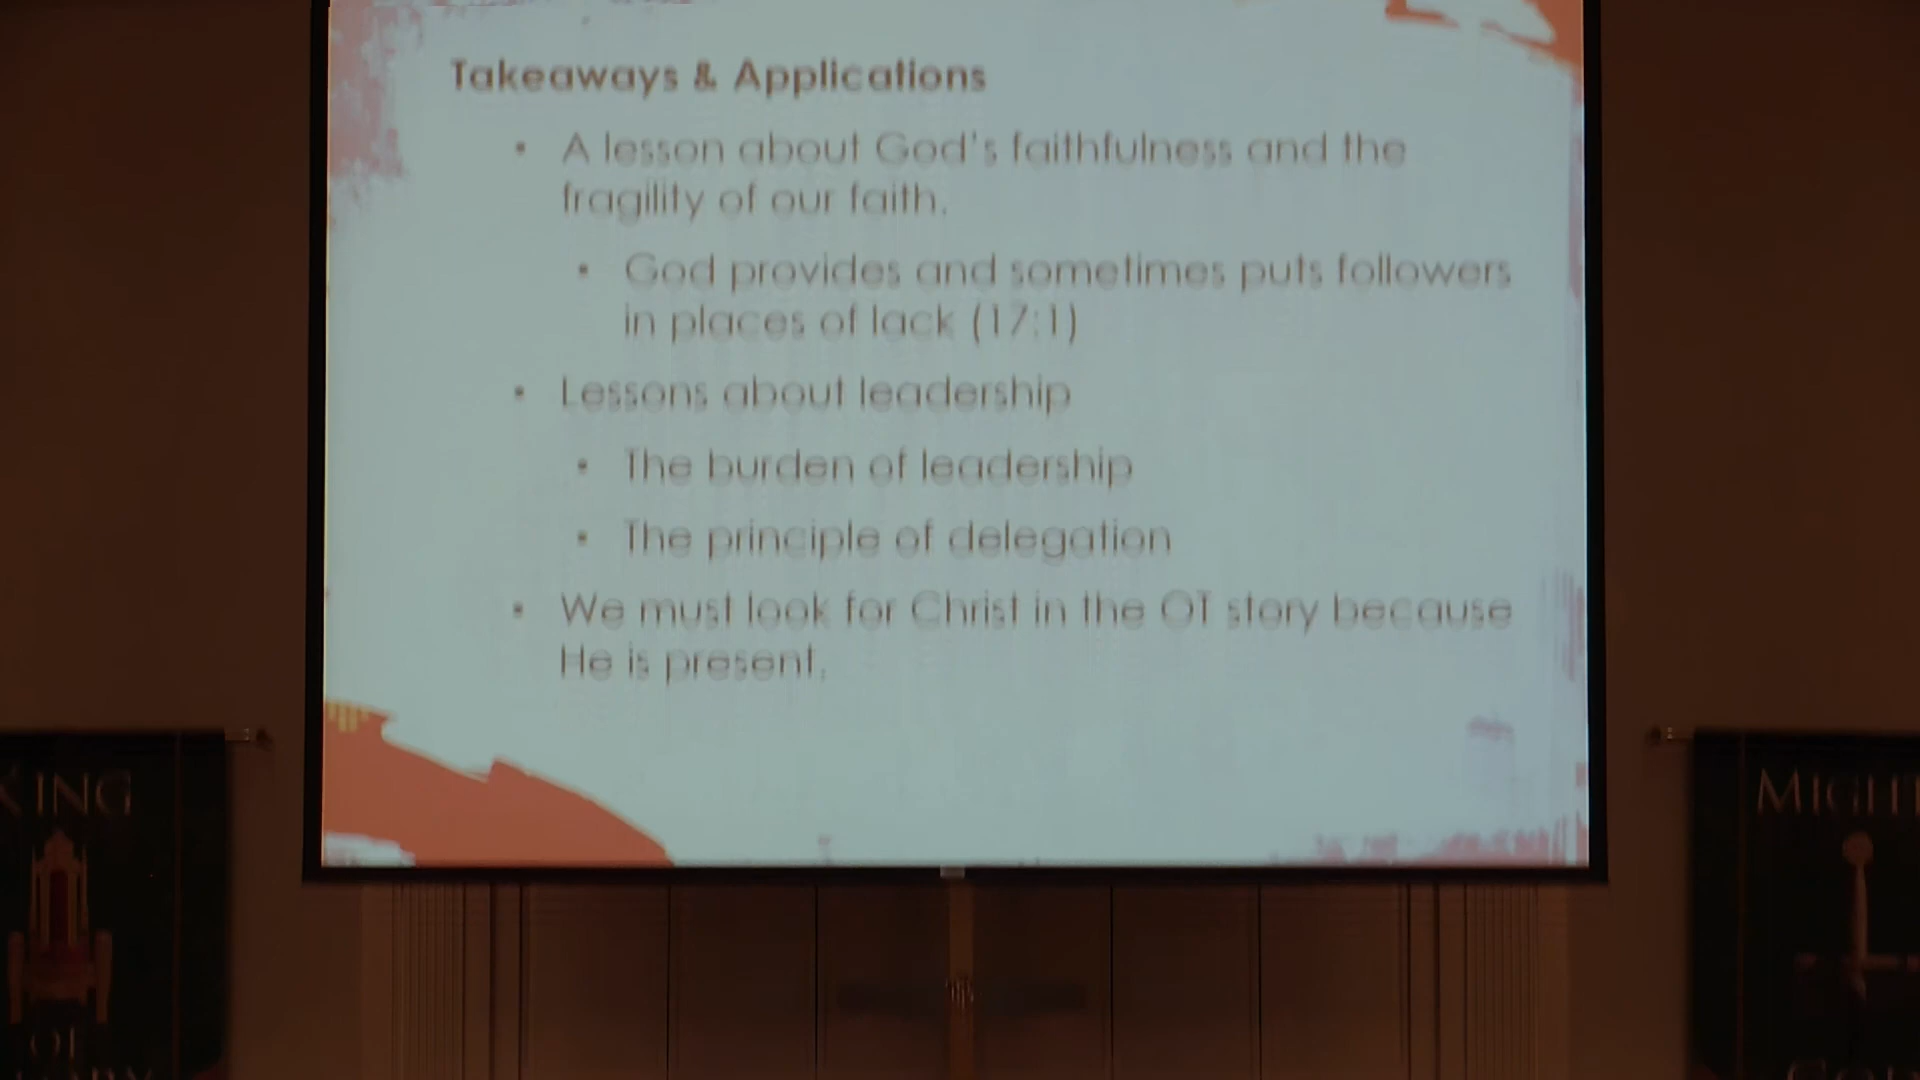 Takeaways & Applications
• A lesson about God's faithfulness and the
fragility of our faith.
• God provides and sometimes puts followers
in places of lack (17:1)
• Lessons about leadership
• The burden of leadership
• The principle of delegation
• We must look for Christ in the OT story because
He is present.
KING
OF
MIGHT
GOD